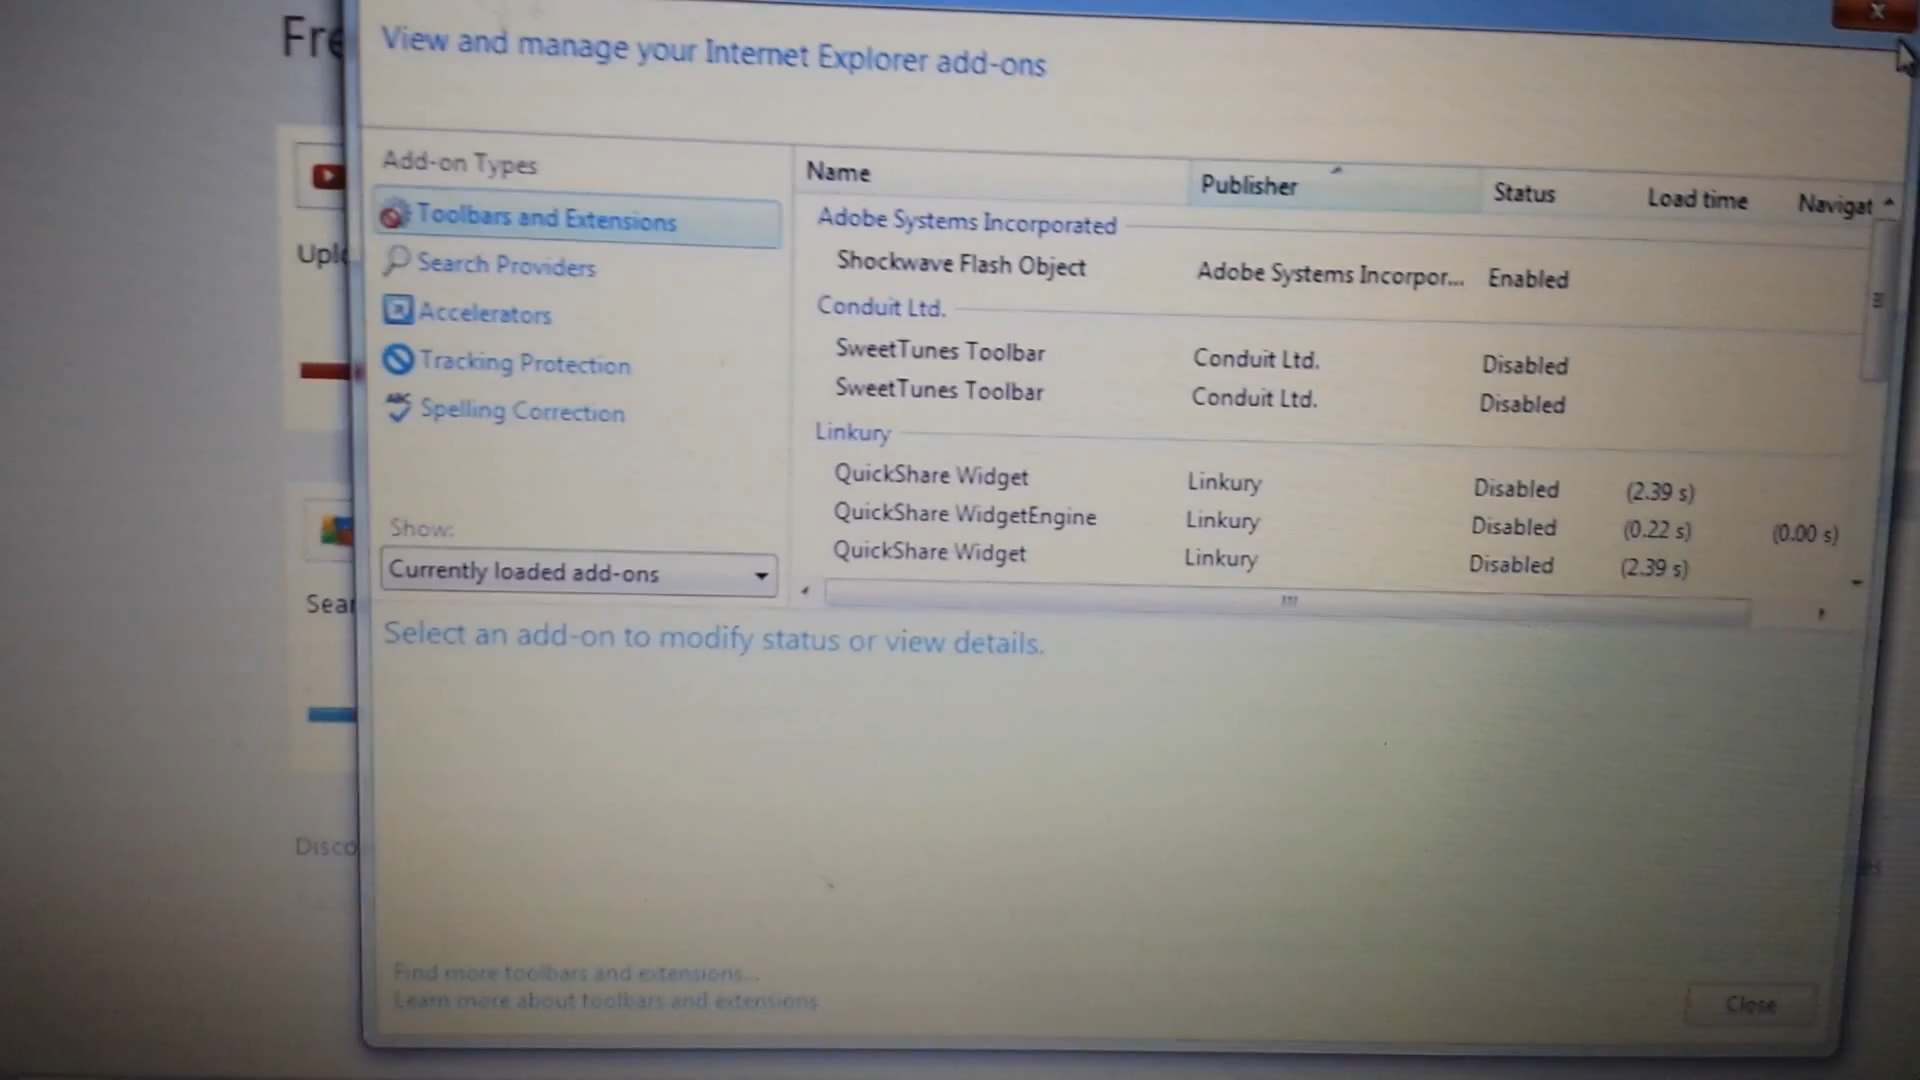 Fre
View and manage your Internet Explorer add-ons
Add-on Types
Toolbars and Extensions
Search Providers
Accelerators
Tracking Protection
ABC Spelling Correction
Show:
Currently loaded add-ons
Name Publisher Status Load time Navigat
Adobe Systems Incorporated
Shockwave Flash Object Adobe Systems Incorpor... Enabled
Conduit Ltd.
SweetTunes Toolbar Conduit Ltd. Disabled
SweetTunes Toolbar Conduit Ltd. Disabled
Linkury
QuickShare Widget Linkury Disabled (2.39 s)
QuickShare WidgetEngine Linkury Disabled (0.22 s) (0.00 s)
QuickShare Widget Linkury Disabled (2.39 s)
Select an add-on to modify status or view details.
Find more toolbars and extensions...
Learn more about toolbars and extensions
Close
Uplo
Sear
Disco